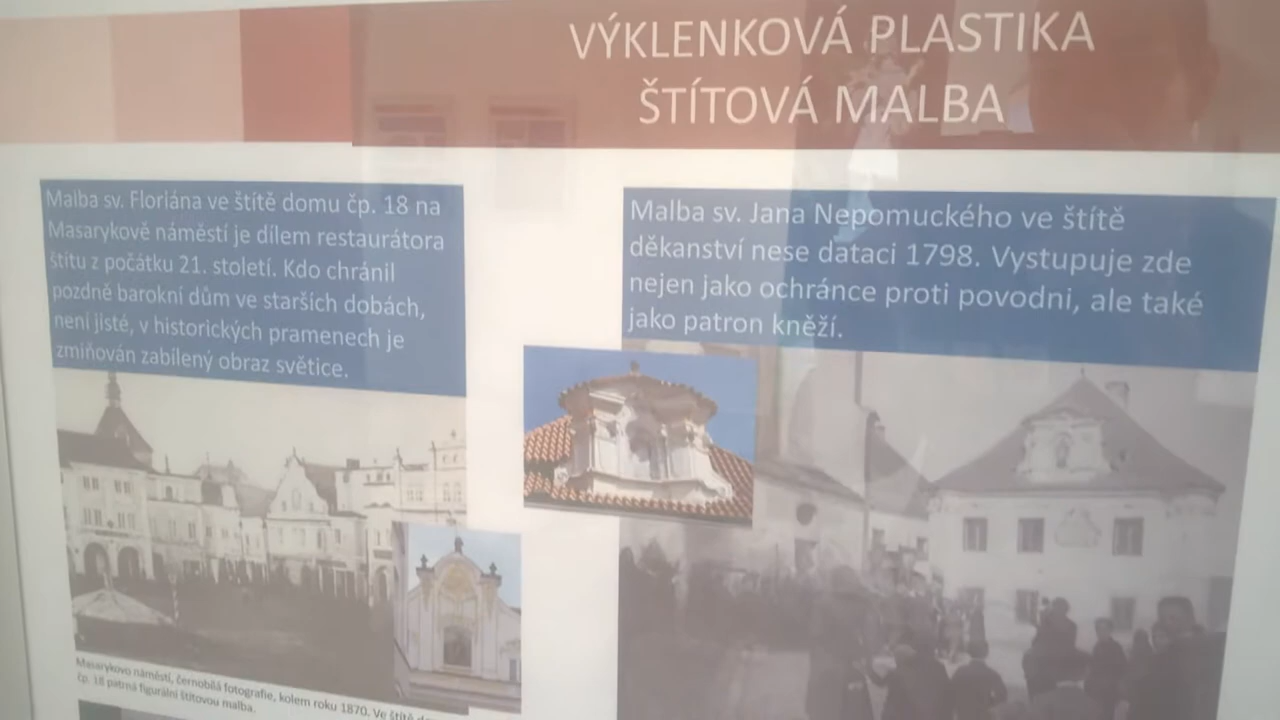 VÝKLENKOVÁ PLASTIKA
ŠTÍTOVÁ MALBA
Malba sv. Floriána ve štítě domu čp. 18 na
Masarykově náměstí je dílem restaurátora
štítu z počátku 21. století. Kdo chránil
pozdně barokní dům ve starších dobách,
není jisté, v historických pramenech je
zmiňován zabílený obraz světice.
Malba sv. Jana Nepomuckého ve štítě
děkanství nese dataci 1798. Vystupuje zde
nejen jako ochránce proti povodni, ale také
jako patron kněží.
Masarykovo náměstí, černobílá fotografie, kolem roku 1870. Ve štítě
čp. 18 patrná figurální štítovou malba.